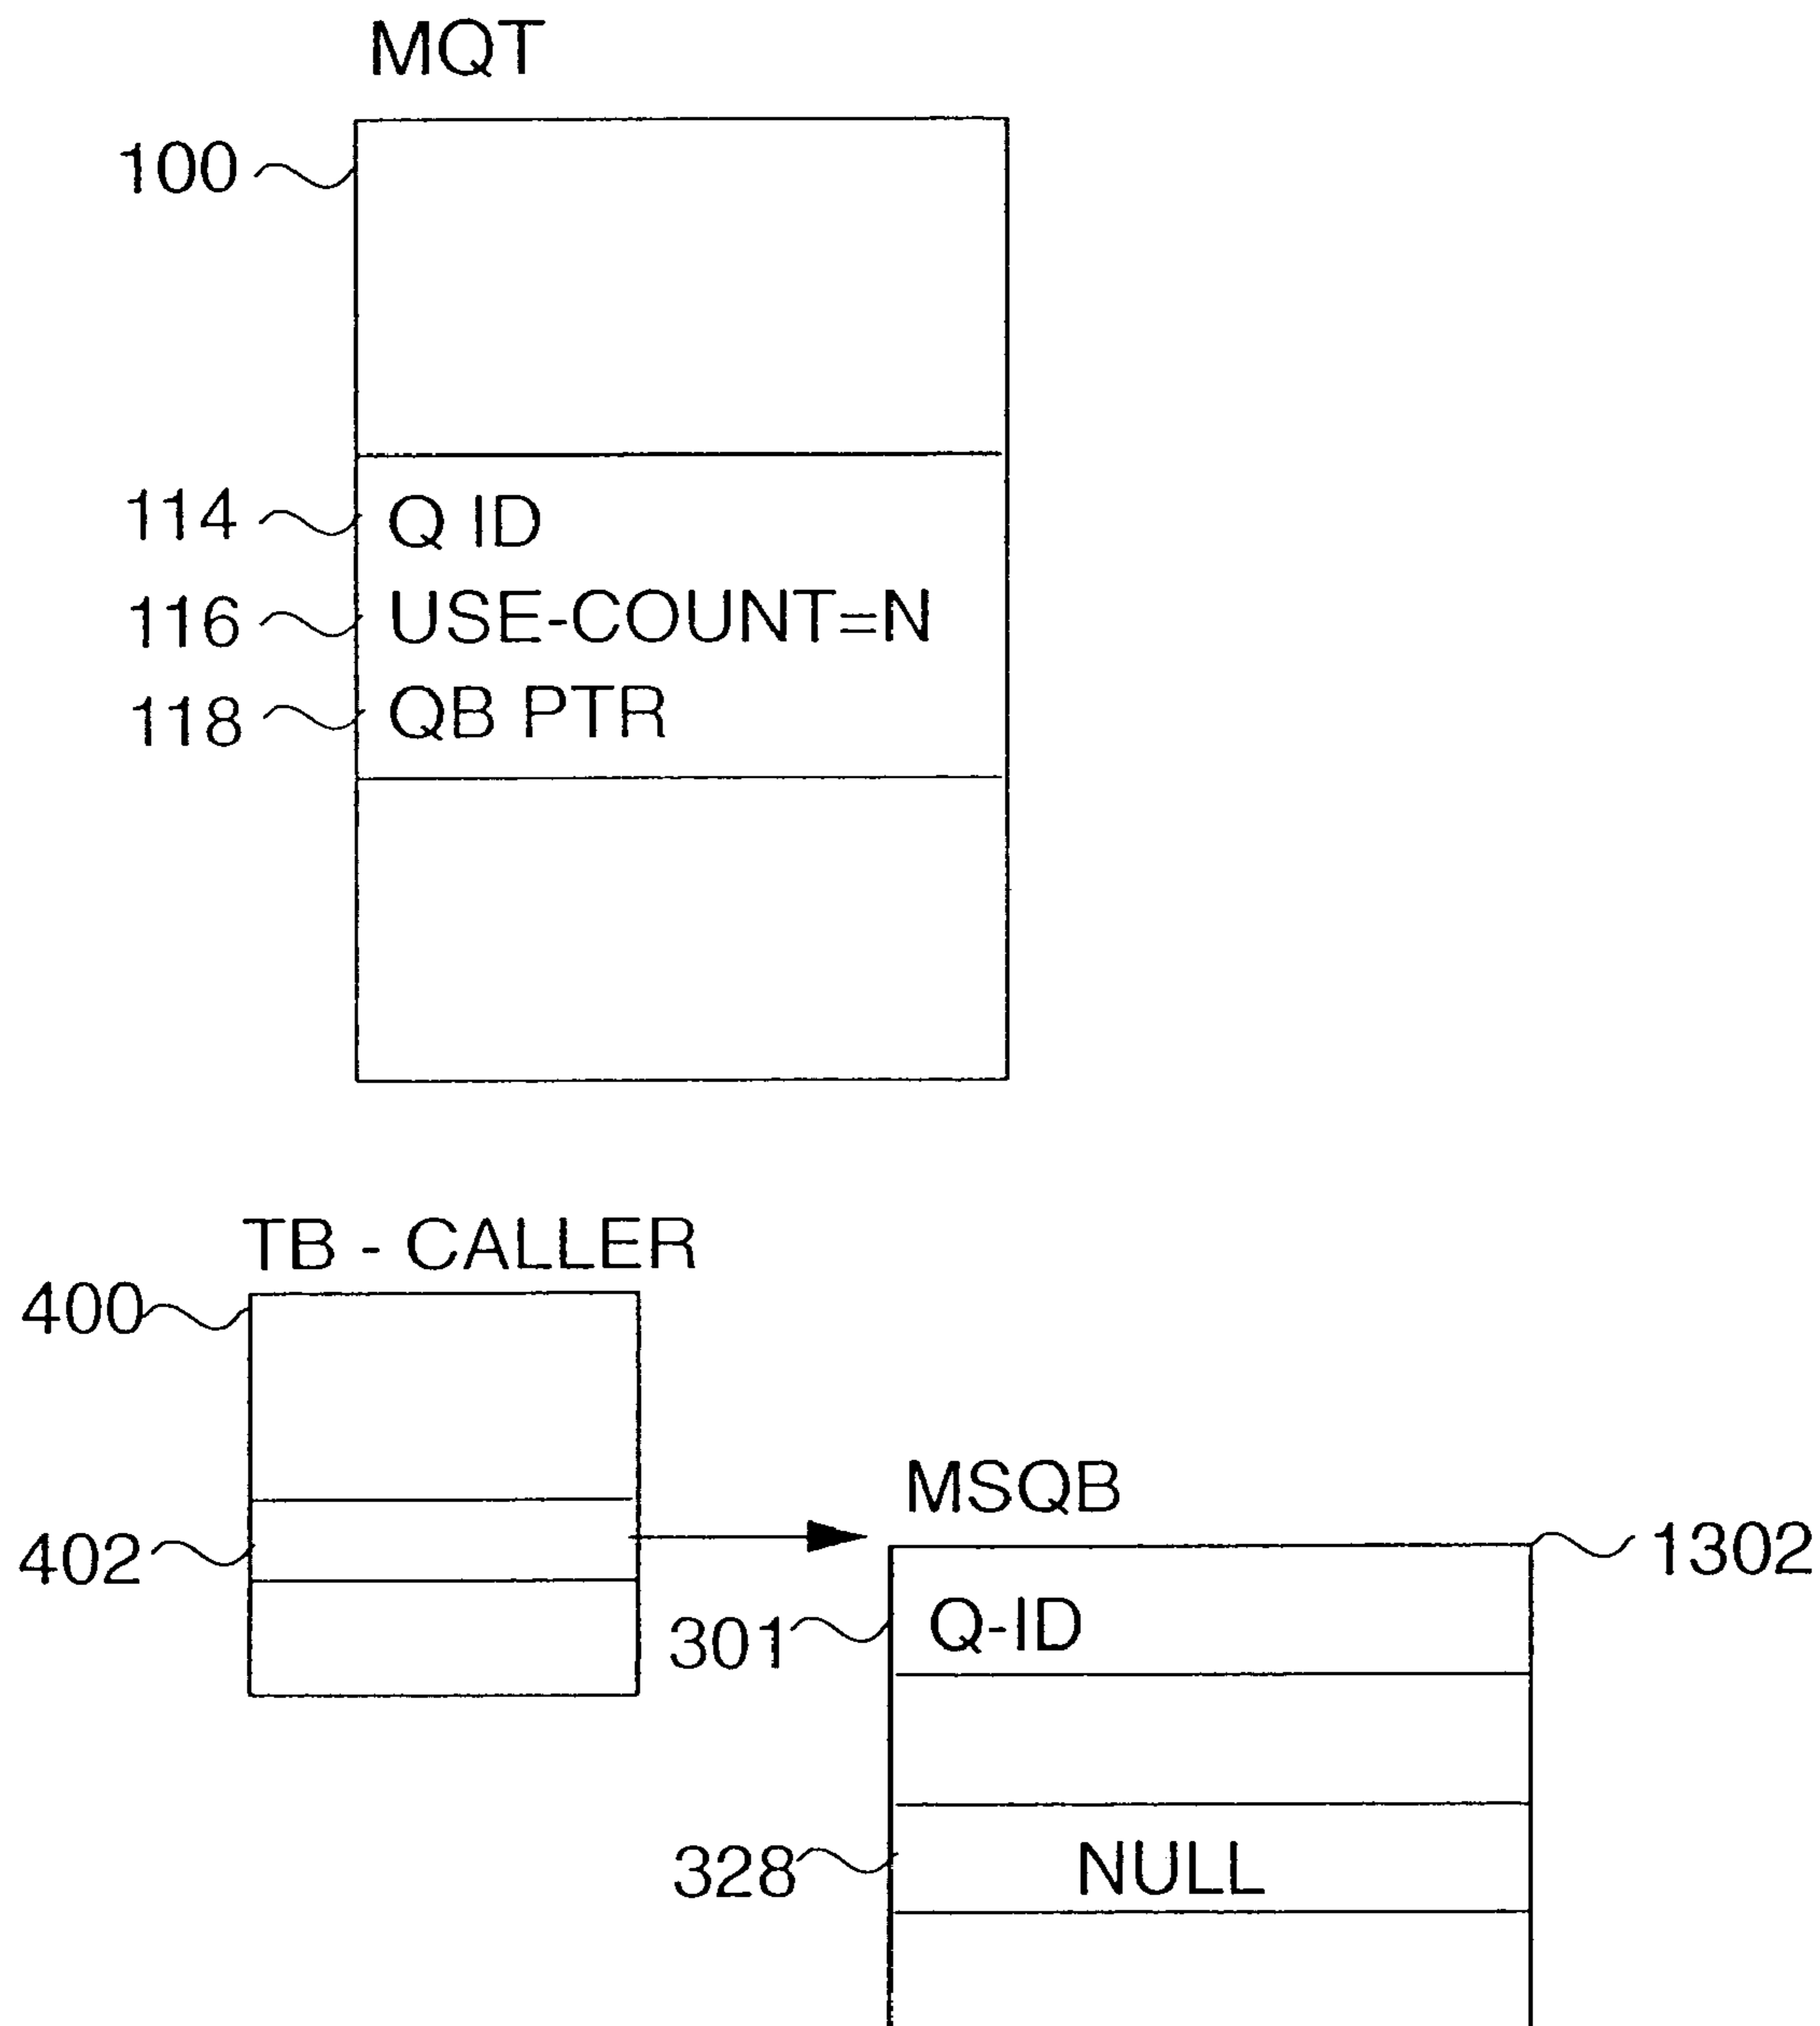 MQT
100
114 Q ID
116 USE-COUNT=N
118 QB PTR
TB - CALLER
400
MSQB
402
1302
301 Q-ID
328 NULL